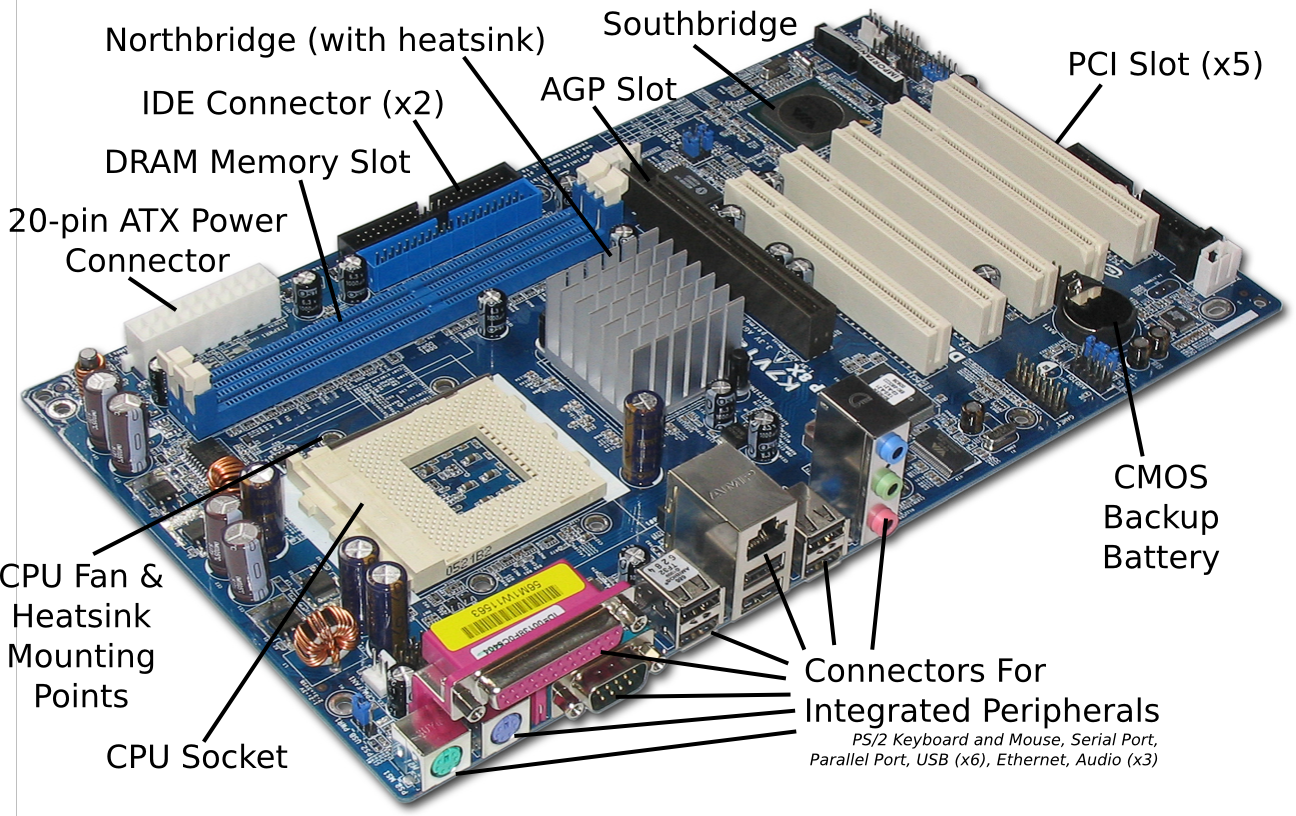 Southbridge
Northbridge (with heatsink)
PCI Slot (x5)
AGP Slot
IDE Connector (x2)
DRAM Memory Slot
20-pin ATX Power
Connector
CMOS
Backup
Battery
CPU Fan &
Heatsink
Mounting
Points
CPU Socket
052152
56M1WV11563
Connectors For
Integrated Peripherals
PS/2 Keyboard and Mouse, Serial Port,
Parallel Port, USB (x6), Ethernet, Audio (x3)